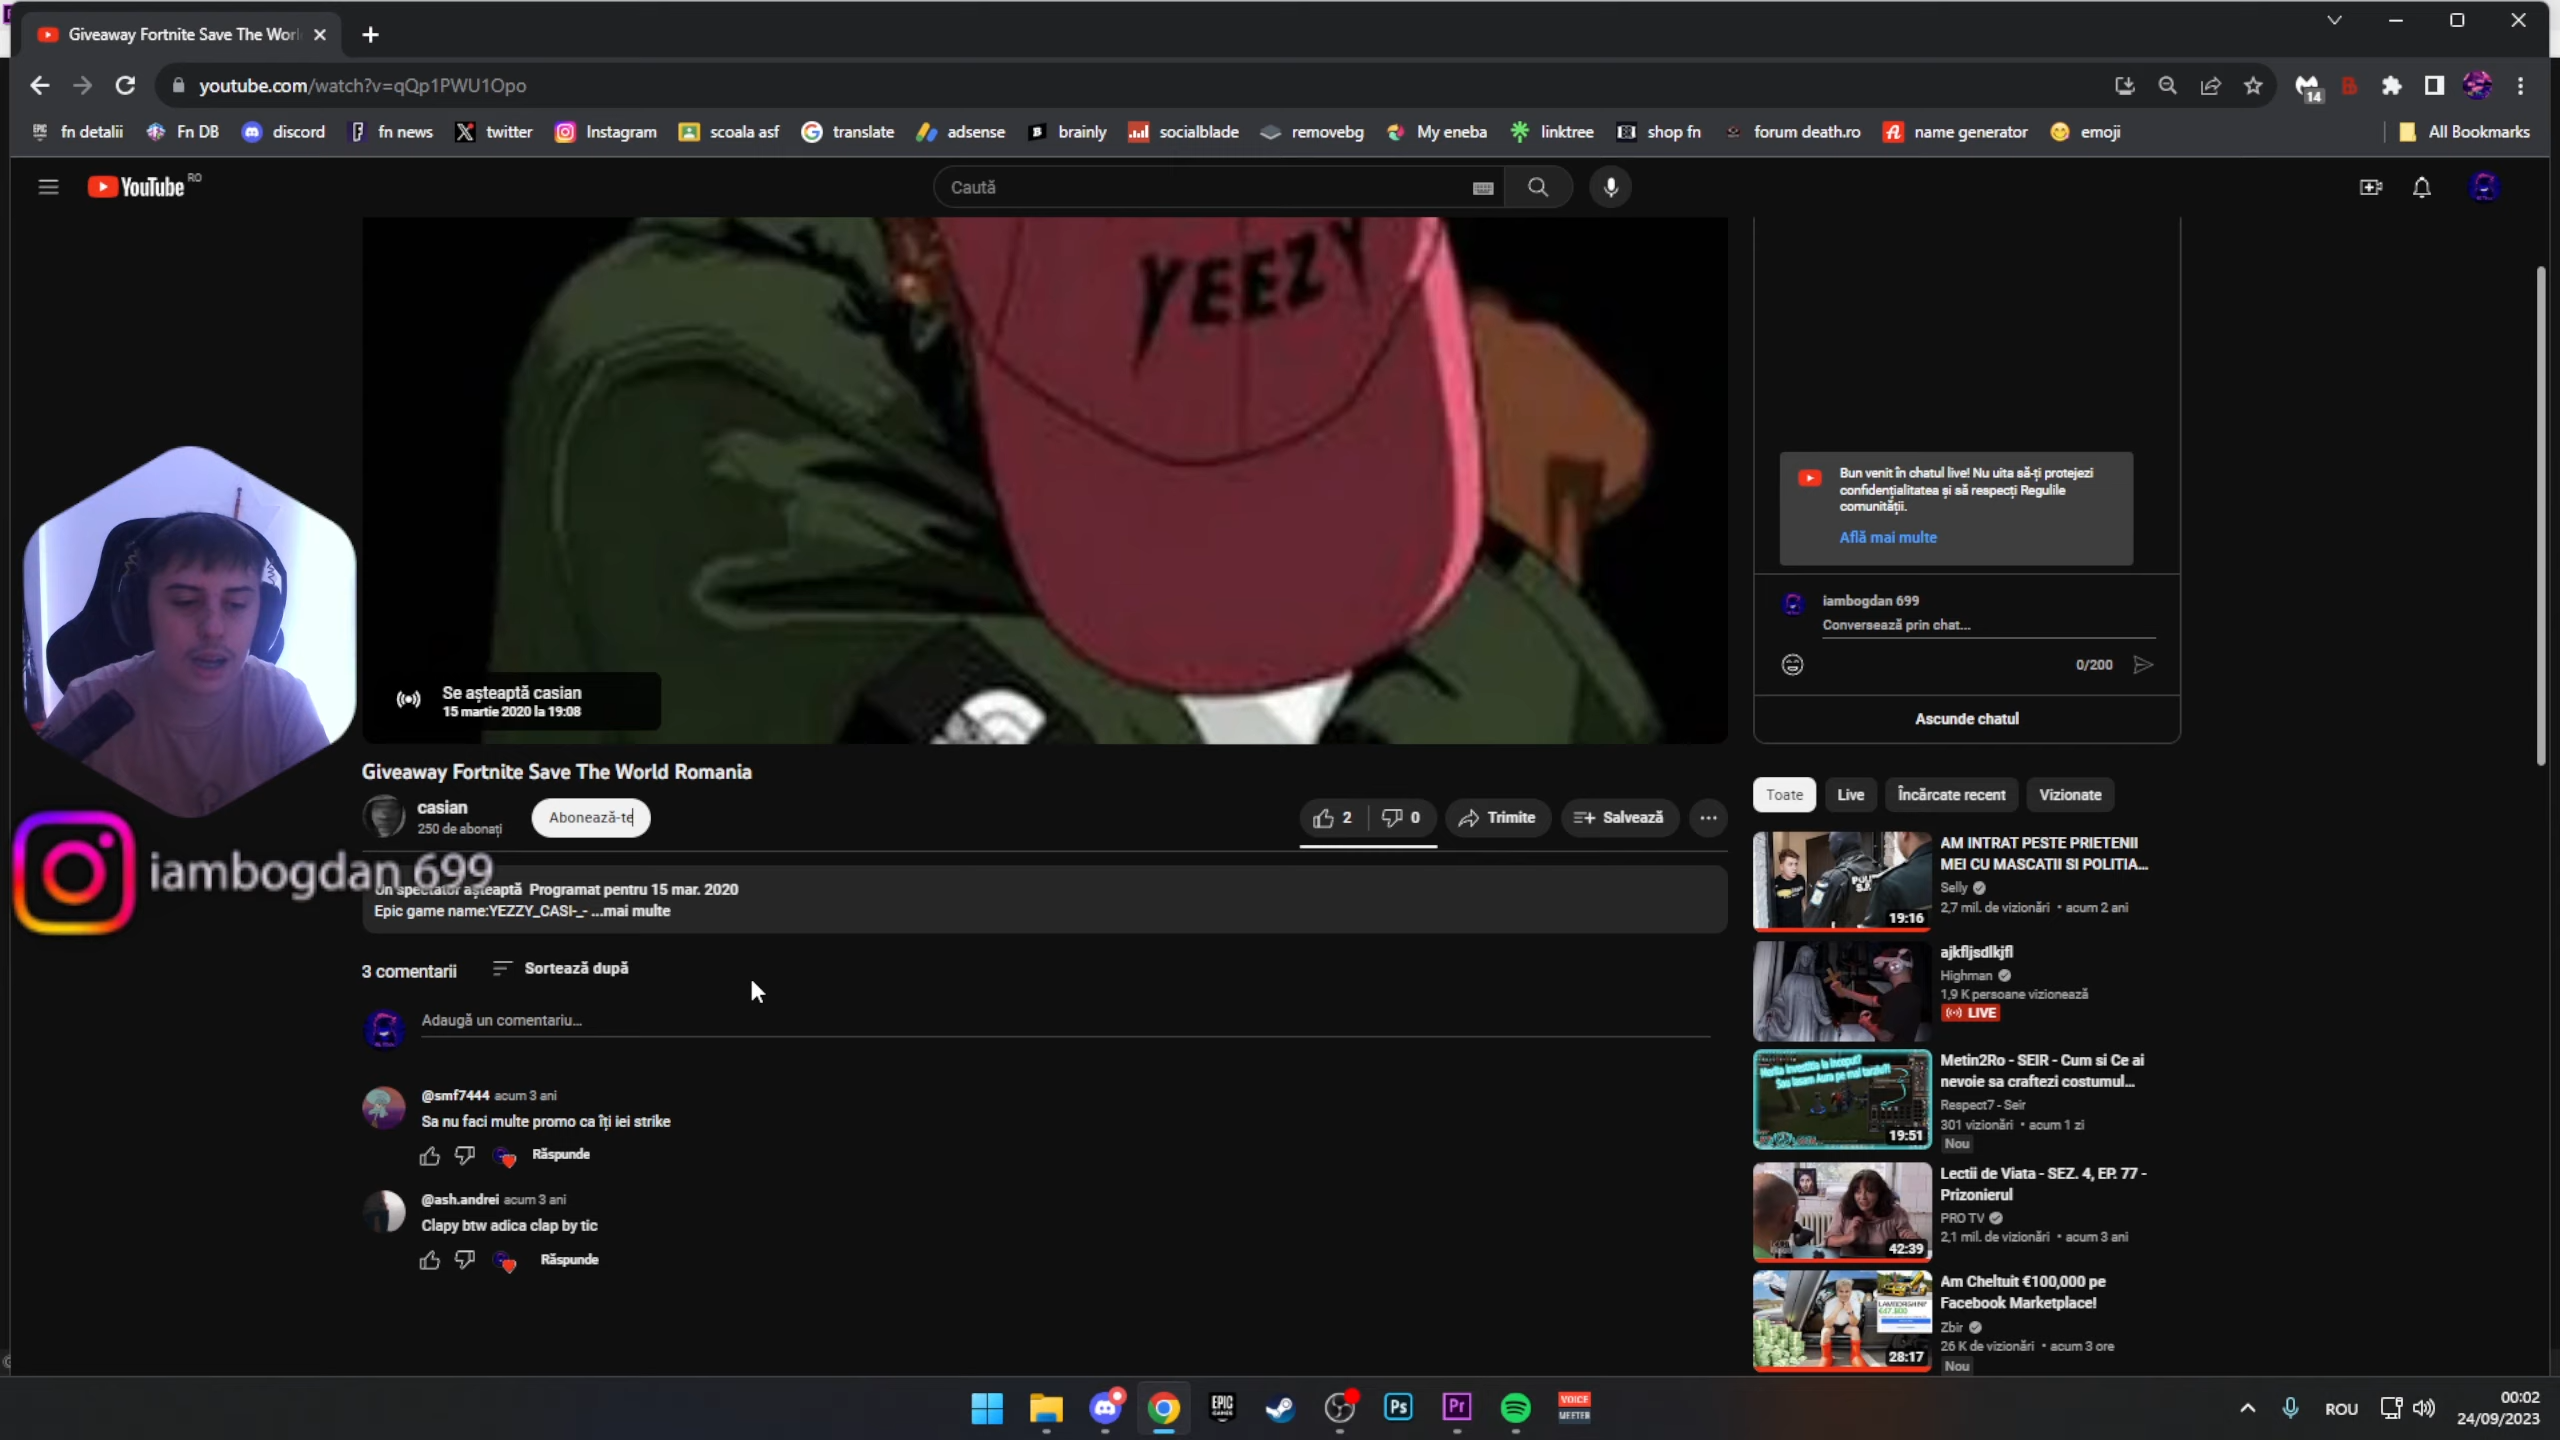 Giveaway Fortnite Save The Worl
youtube.com/watch?v=qQp1PWU1Opo
14
fn detalii
Fn DB
discord
fn news
twitter
Instagram
scoala asf
translate
adsense
brainly
socialblade
removebg
My eneba
linktree
shop fn
forum death.ro
name generator
emoji
All Bookmarks
YouTube RO
Caută
YEEZY
Se așteaptă casian
15 martie 2020 la 19:08
Bun venit în chatul live! Nu uita să-ți protejezi
confidențialitatea și să respecți Regulile
comunității.
Află mai multe
iambogdan 699
Conversează prin chat...
0/200
Ascunde chatul
Giveaway Fortnite Save The World Romania
casian
250 de abonați
Abonează-te
2
0
Trimite
Salvează
iambogdan 699
Un spectator așteaptă Programat pentru 15 mar. 2020
Epic game name:YEZZY_CASI-_- ...mai multe
3 comentarii
Sortează după
Adaugă un comentariu...
@smf7444 acum 3 ani
Sa nu faci multe promo ca îți iei strike
Răspunde
@ash.andrei acum 3 ani
Clapy btw adica clap by tic
Răspunde
Toate
Live
Încărcate recent
Vizionate
AM INTRAT PESTE PRIETENII
MEI CU MASCATII SI POLITIA...
Selly
2,7 mil. de vizionări • acum 2 ani
19:16
ajkfljsdlkjfl
Highman
1,9 K persoane vizionează
LIVE
Metin2Ro - SEIR - Cum si Ce ai
nevoie sa craftezi costumul...
Respect7 - Seir
301 vizionări • acum 1 zi
Nou
19:51
Lectii de Viata - SEZ. 4, EP. 77 -
Prizonierul
PRO TV
2,1 mil. de vizionări • acum 3 ani
42:39
Am Cheltuit €100,000 pe
Facebook Marketplace!
Zbir
26 K de vizionări • acum 3 ore
Nou
28:17
EPIC
GAMES
Ps
Pr
VOICE
MEETER
ROU
00:02
24/09/2023